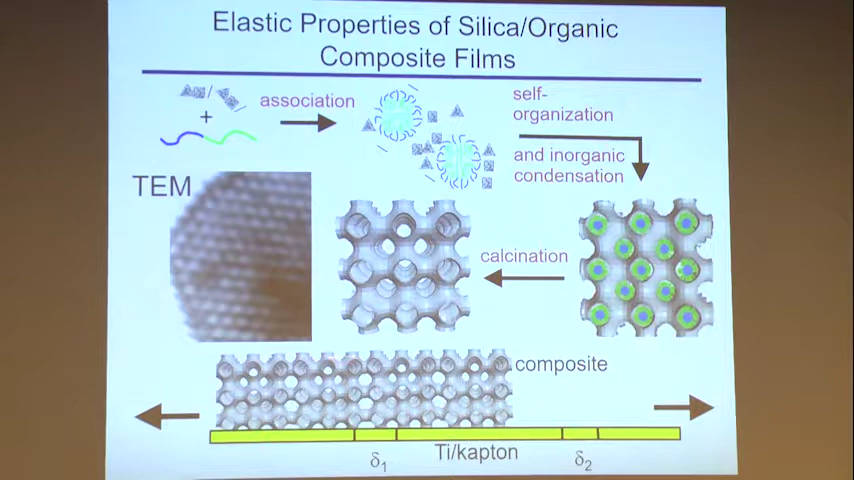 Elastic Properties of Silica/Organic
Composite Films
association
self-
organization
and inorganic
condensation
+
TEM
calcination
composite
Ti/kapton
δ1
δ2